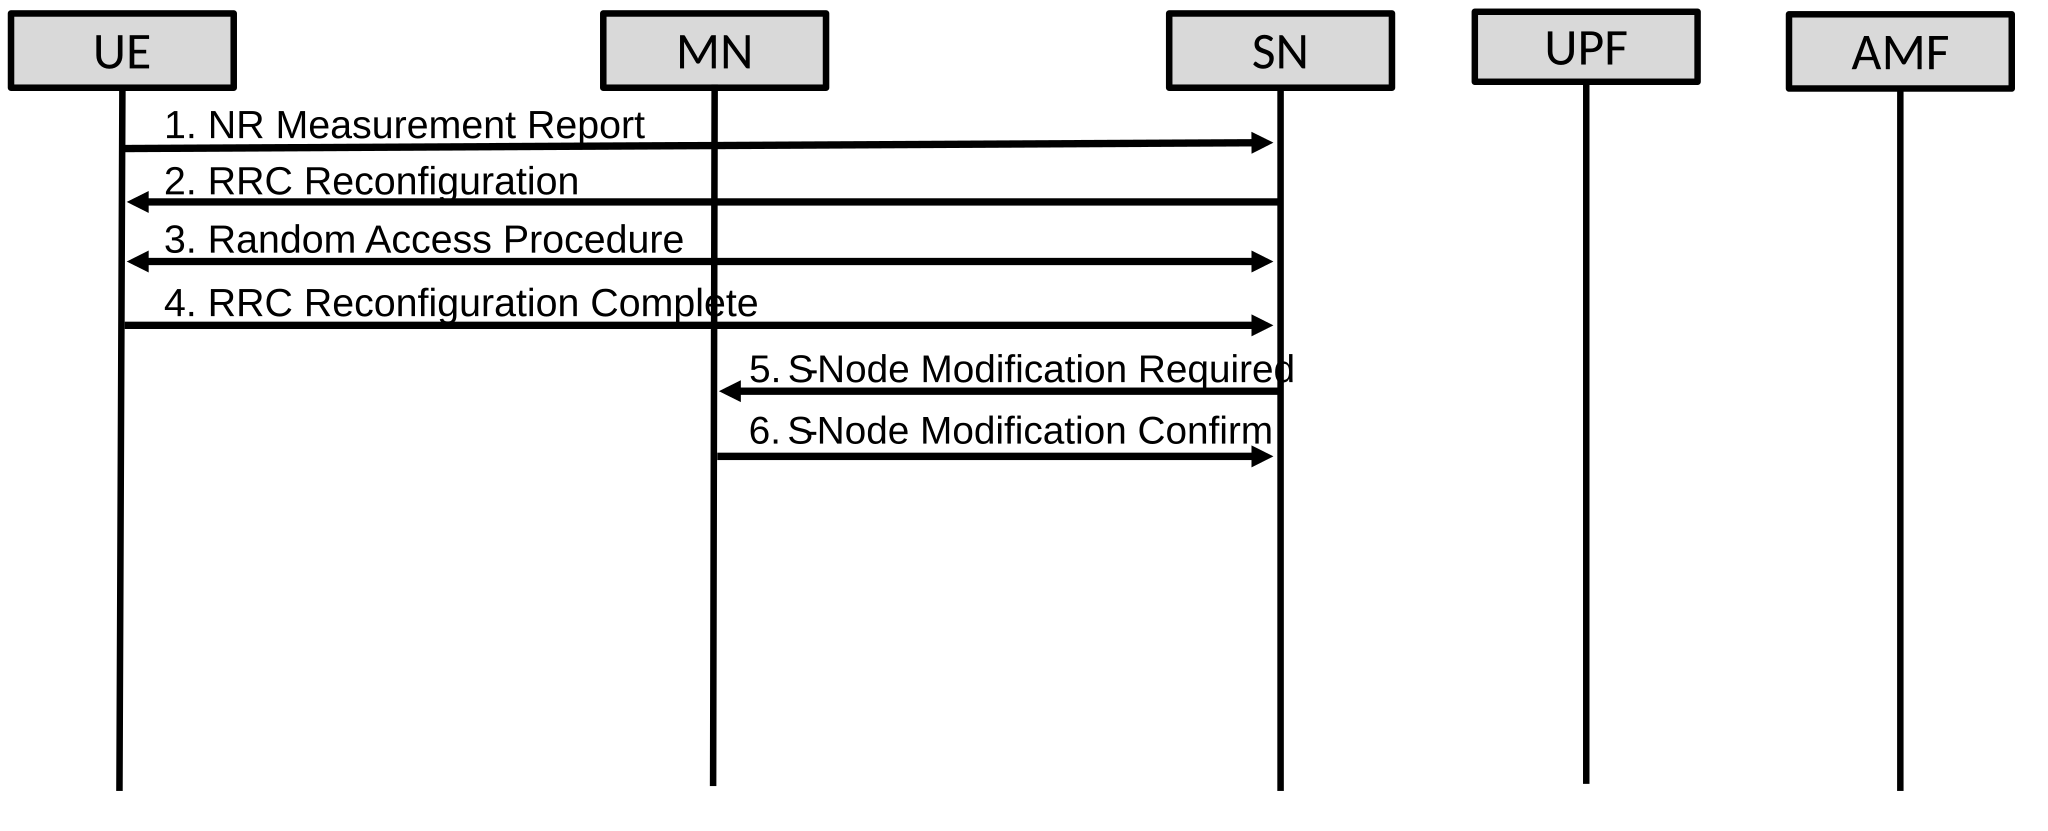 UE
MN
SN
UPF
AMF
1. NR Measurement Report
2. RRC Reconfiguration
3. Random Access Procedure
4. RRC Reconfiguration Complete
5. S-Node Modification Required
6. S-Node Modification Confirm